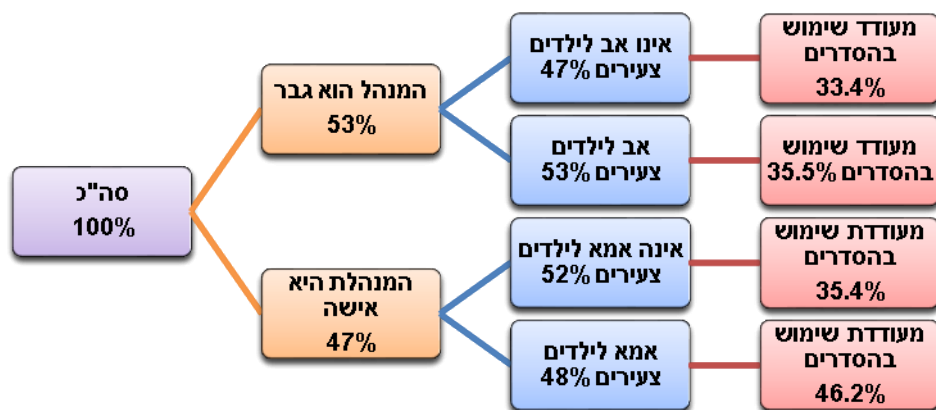 סה"כ
100%
המנהל הוא גבר
53%
המנהלת היא
אישה
47%
אינו אב לילדים
צעירים 47%
אב לילדים
צעירים 53%
אינה אמא לילדים
צעירים 52%
אמא לילדים
צעירים 48%
מעודד שימוש
בהסדרים
33.4%
מעודד שימוש
בהסדרים 35.5%
מעודדת שימוש
בהסדרים
35.4%
מעודדת שימוש
בהסדרים
46.2%